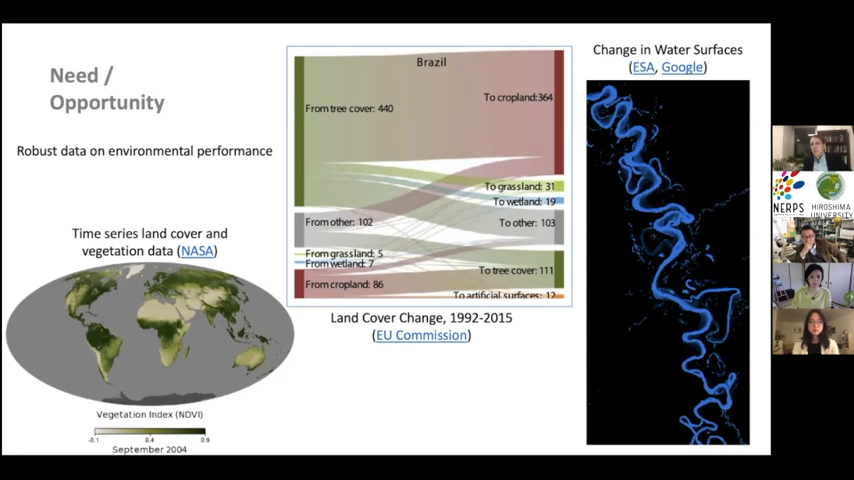 Need /
Opportunity
Robust data on environmental performance
Time series land cover and
vegetation data (NASA)
Vegetation Index (NDVI)
-0.1 0.4 0.9
September 2004
Brazil
From tree cover: 440
From other: 102
From grassland: 5
From wetland: 7
From cropland: 86
To cropland:364
To grassland: 31
To wetland: 19
To other: 103
To tree cover: 111
To artificial surfaces: 12
Land Cover Change, 1992-2015
(EU Commission)
Change in Water Surfaces
(ESA, Google)
NERPS
HIROSHIMA
UNIVERSITY